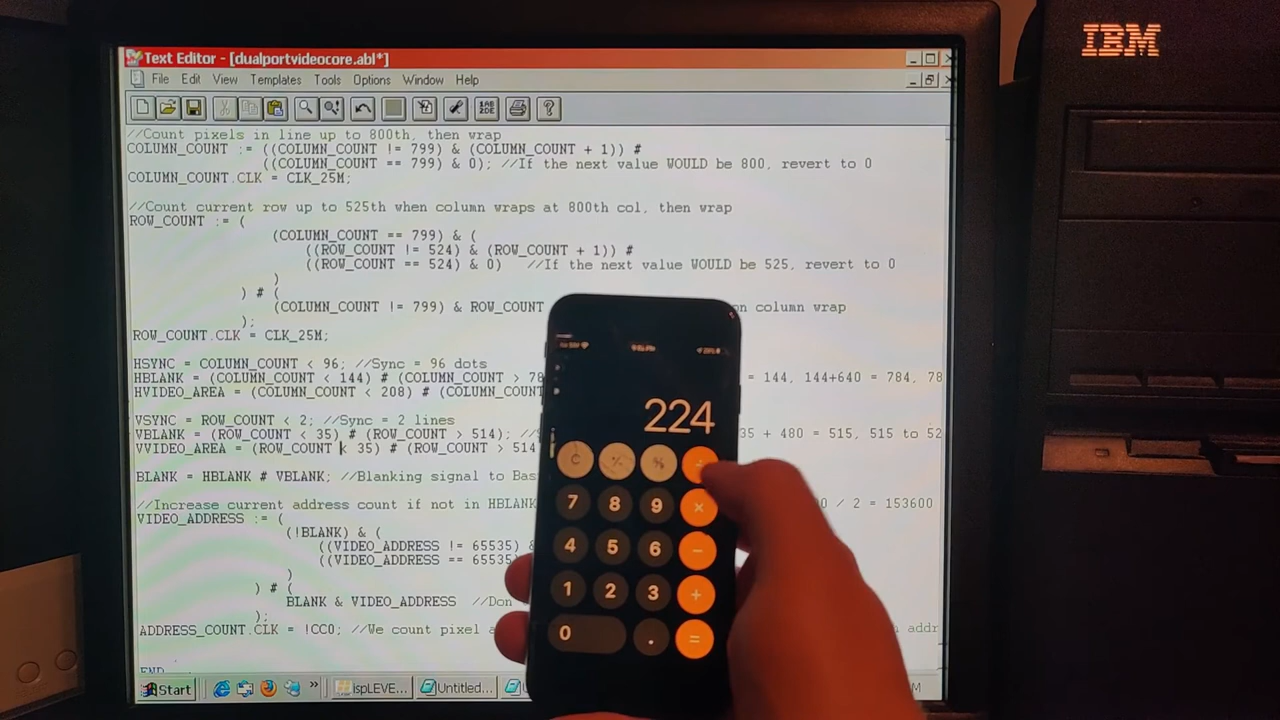 IBM
Text Editor - [dualportvideocore.abl*]
File Edit View Templates Tools Options Window Help
//Count pixels in line up to 800th, then wrap
COLUMN_COUNT := ((COLUMN_COUNT != 799) & (COLUMN_COUNT + 1)) #
((COLUMN_COUNT == 799) & 0); //If the next value WOULD be 800, revert to 0
COLUMN_COUNT.CLK = CLK_25M;
//Count current row up to 525th when column wraps at 800th col, then wrap
ROW_COUNT := (
(COLUMN_COUNT == 799) & (
((ROW_COUNT != 524) & (ROW_COUNT + 1)) #
((ROW_COUNT == 524) & 0) //If the next value WOULD be 525, revert to 0
)
) # (
(COLUMN_COUNT != 799) & ROW_COUNT on column wrap
);
ROW_COUNT.CLK = CLK_25M;
HSYNC = COLUMN_COUNT < 96; //Sync = 96 dots
HBLANK = (COLUMN_COUNT < 144) # (COLUMN_COUNT > 78 = 144, 144+640 = 784, 78
HVIDEO_AREA = (COLUMN_COUNT < 208) # (COLUMN_COUNT
VSYNC = ROW_COUNT < 2; //Sync = 2 lines
VBLANK = (ROW_COUNT < 35) # (ROW_COUNT > 514); 35 + 480 = 515, 515 to 52
VVIDEO_AREA = (ROW_COUNT < 35) # (ROW_COUNT > 514
BLANK = HBLANK # VBLANK; //Blanking signal to Bas
//Increase current address count if not in HBLANK 00 / 2 = 153600
VIDEO_ADDRESS := (
(!BLANK) & (
((VIDEO_ADDRESS != 65535) &
((VIDEO_ADDRESS == 65535)
)
) # (
BLANK & VIDEO_ADDRESS //Don
);
ADDRESS_COUNT.CLK = !CC0; //We count pixel a addr
END
Start ispLEVE... Untitled...
224
C
7 8 9 ×
4 5 6 −
1 2 3 +
0 . =